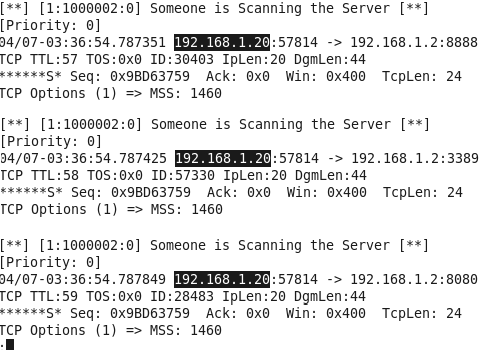 [**] [1:1000002:0] Someone is Scanning the Server [**]
[Priority: 0]
04/07-03:36:54.787351 192.168.1.20:57814 -> 192.168.1.2:8888
TCP TTL:57 TOS:0x0 ID:30403 IpLen:20 DgmLen:44
******S* Seq: 0x9BD63759  Ack: 0x0  Win: 0x400  TcpLen: 24
TCP Options (1) => MSS: 1460

[**] [1:1000002:0] Someone is Scanning the Server [**]
[Priority: 0]
04/07-03:36:54.787425 192.168.1.20:57814 -> 192.168.1.2:3389
TCP TTL:58 TOS:0x0 ID:57330 IpLen:20 DgmLen:44
******S* Seq: 0x9BD63759  Ack: 0x0  Win: 0x400  TcpLen: 24
TCP Options (1) => MSS: 1460

[**] [1:1000002:0] Someone is Scanning the Server [**]
[Priority: 0]
04/07-03:36:54.787849 192.168.1.20:57814 -> 192.168.1.2:8080
TCP TTL:59 TOS:0x0 ID:28483 IpLen:20 DgmLen:44
******S* Seq: 0x9BD63759  Ack: 0x0  Win: 0x400  TcpLen: 24
TCP Options (1) => MSS: 1460